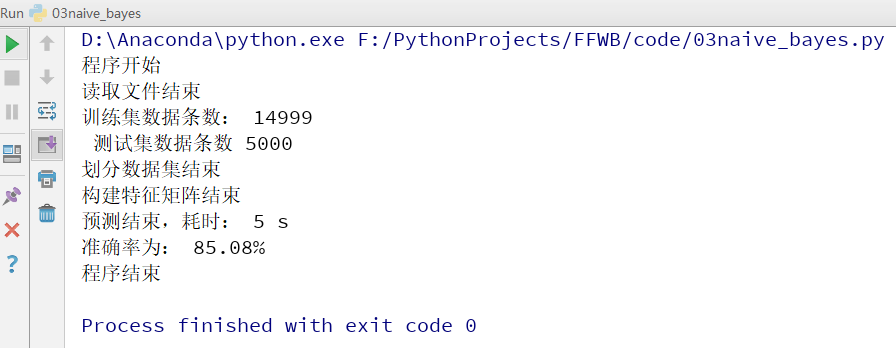 Run 03naive_bayes
D:\Anaconda\python.exe F:/PythonProjects/FFWB/code/03naive_bayes.py
程序开始
读取文件结束
训练集数据条数： 14999
测试集数据条数 5000
划分数据集结束
构建特征矩阵结束
预测结束，耗时： 5 s
准确率为： 85.08%
程序结束
Process finished with exit code 0